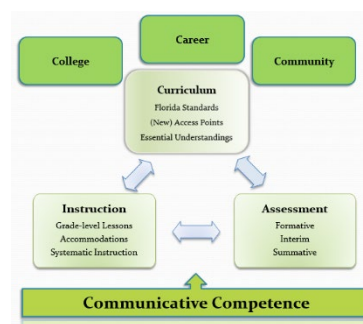 Career
College
Community
Curriculum
Florida Standards
(New) Access Points
Essential Understandings
Instruction
Grade-level Lessons
Accommodations
Systematic Instruction
Assessment
Formative
Interim
Summative
Communicative Competence